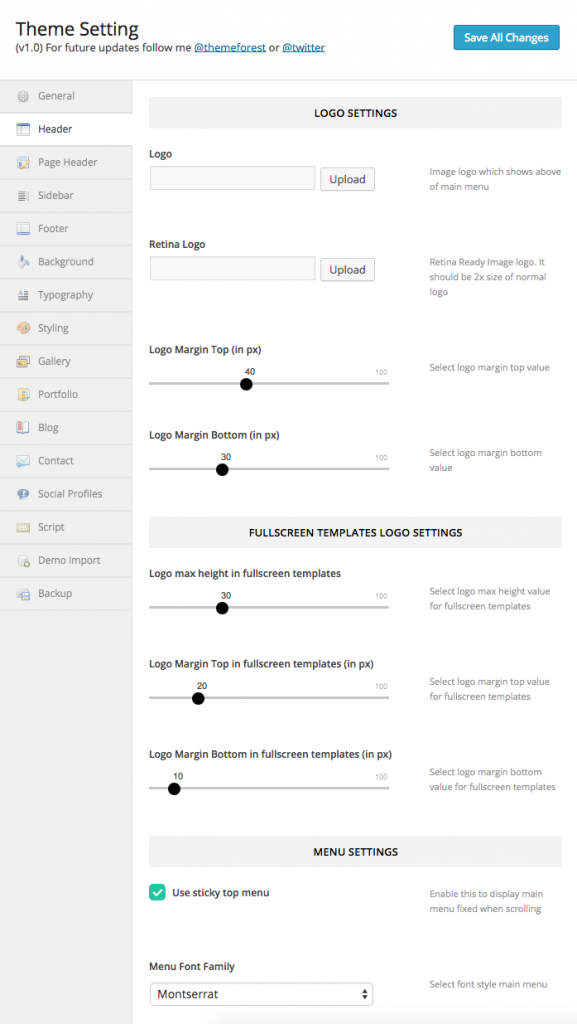 Theme Setting
(v1.0) For future updates follow me @themeforest or @twitter
Save All Changes
General
Header
Page Header
Sidebar
Footer
Background
Typography
Styling
Gallery
Portfolio
Blog
Contact
Social Profiles
Script
Demo Import
Backup
LOGO SETTINGS
Logo
Upload
Image logo which shows above
of main menu
Retina Logo
Upload
Retina Ready Image logo. It
should be 2x size of normal
logo
Logo Margin Top (in px)
40
100
Select logo margin top value
Logo Margin Bottom (in px)
30
100
Select logo margin bottom
value
FULLSCREEN TEMPLATES LOGO SETTINGS
Logo max height in fullscreen templates
30
100
Select logo max height value
for fullscreen templates
Logo Margin Top in fullscreen templates (in px)
20
100
Select logo margin top value
for fullscreen templates
Logo Margin Bottom in fullscreen templates (in px)
10
100
Select logo margin bottom
value for fullscreen templates
MENU SETTINGS
Use sticky top menu
Enable this to display main
menu fixed when scrolling
Menu Font Family
Montserrat
Select font style main menu